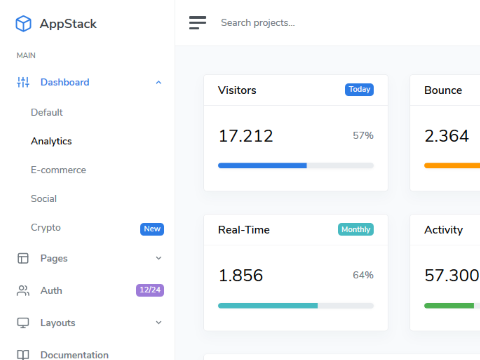 AppStack
Search projects...
MAIN
Dashboard
Default
Analytics
E-commerce
Social
Crypto New
Pages
Auth 12/24
Layouts
Documentation
Visitors Today
17.212 57%
Bounce
2.364
Real-Time Monthly
1.856 64%
Activity
57.300